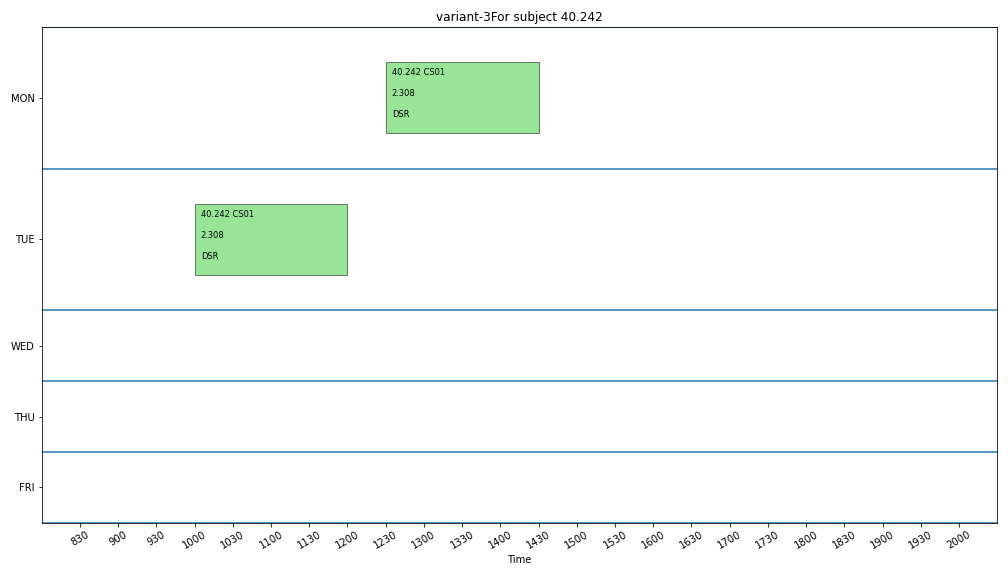 variant-3For subject 40.242
MON
40.242 CS01
2.308
DSR
TUE
40.242 CS01
2.308
DSR
WED
THU
FRI
830 900 930 1000 1030 1100 1130 1200 1230 1300 1330 1400 1430 1500 1530 1600 1630 1700 1730 1800 1830 1900 1930 2000
Time